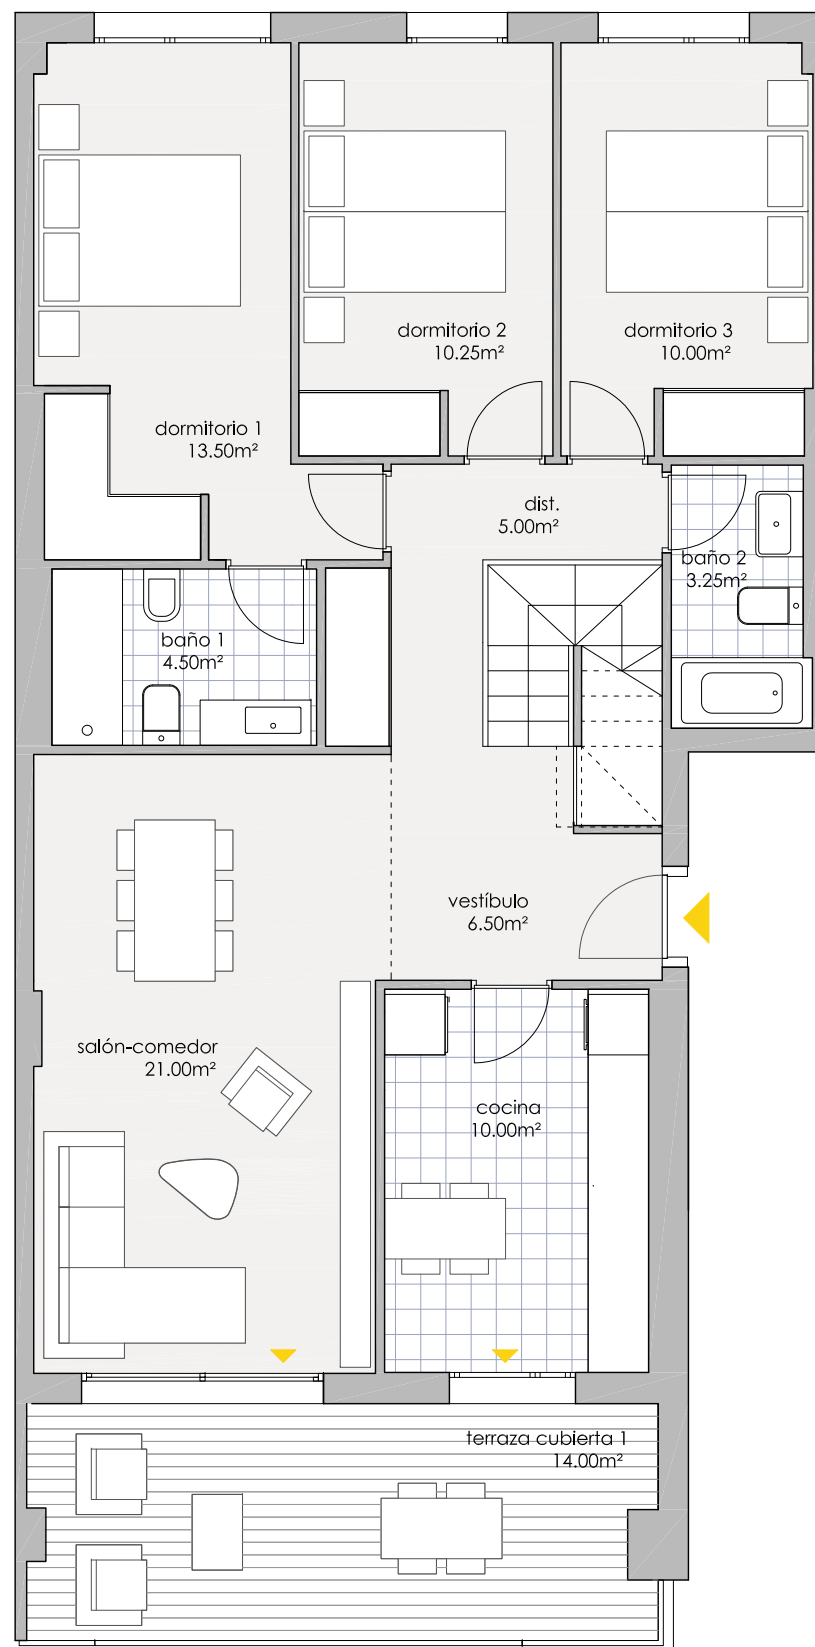 dormitorio 2
10.25m²
dormitorio 3
10.00m²
dormitorio 1
13.50m²
dist.
5.00m²
baño 2
3.25m²
baño 1
4.50m²
vestíbulo
6.50m²
salón-comedor
21.00m²
cocina
10.00m²
terraza cubierta 1
14.00m²